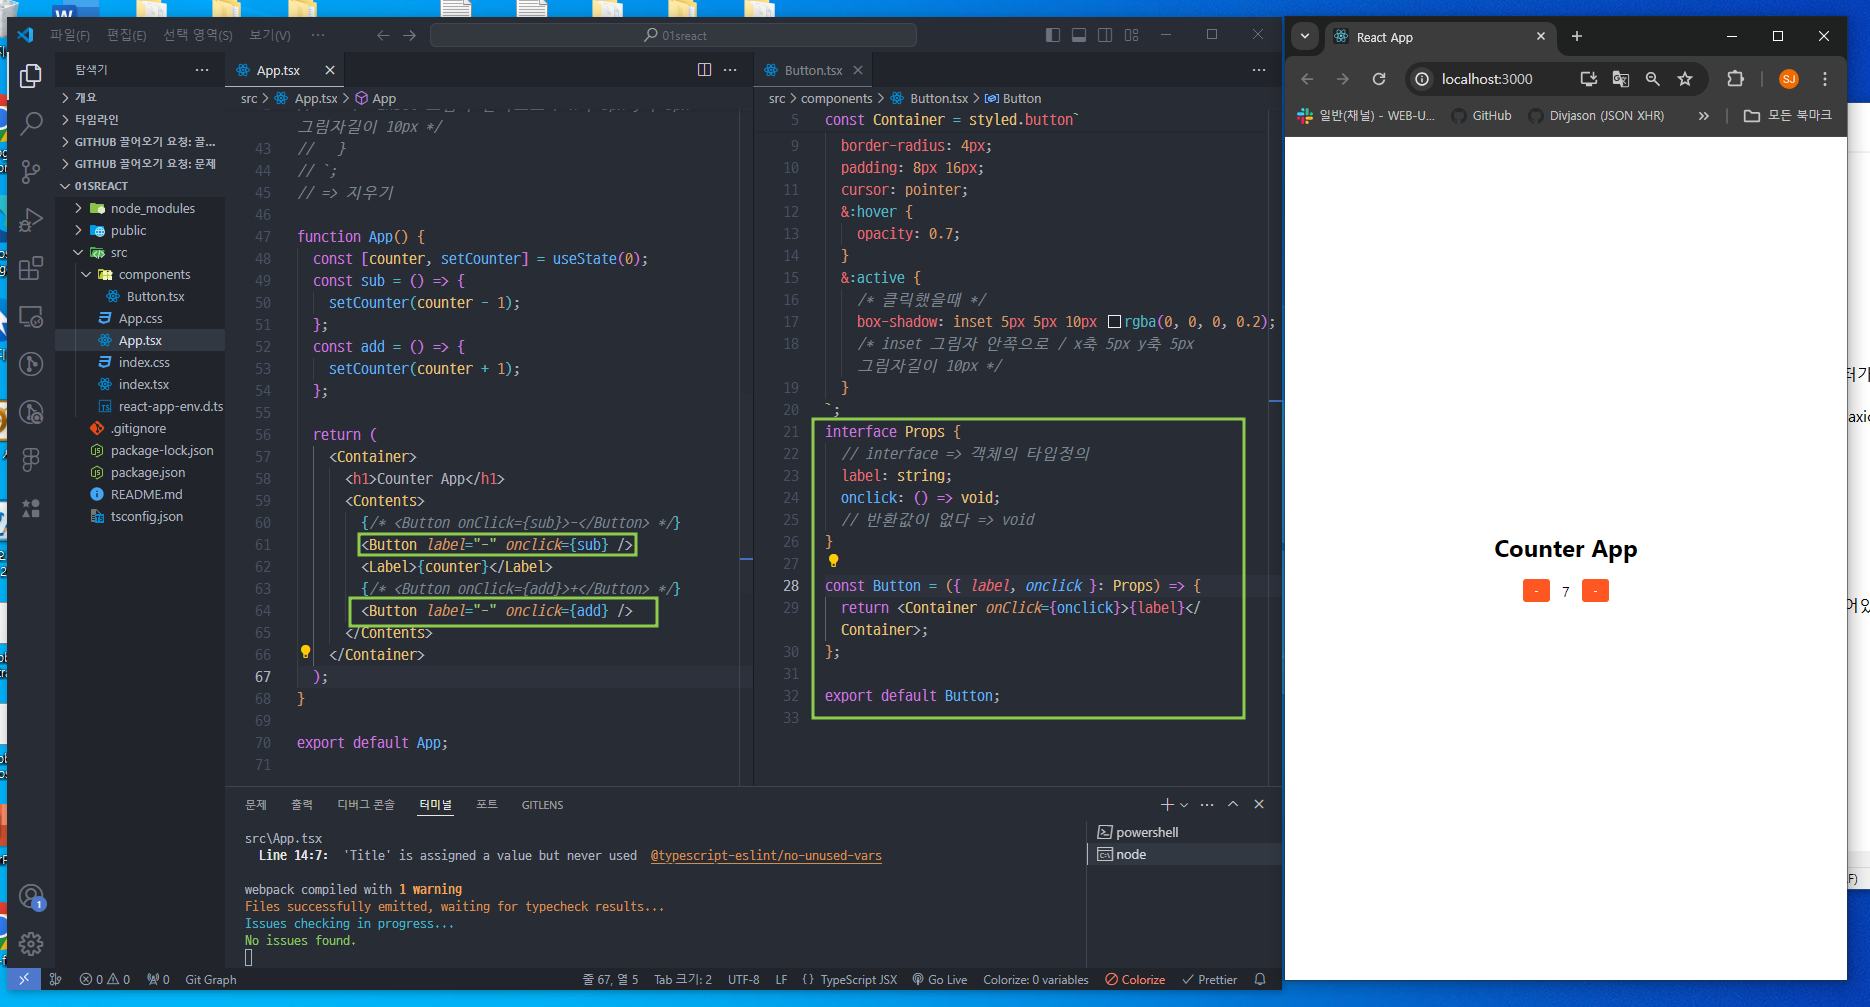 파일(F) 편집(E) 선택 영역(S) 보기(V) ··· 01sreact
탐색기
개요
타임라인
GITHUB 끌어오기 요청: 끌...
GITHUB 끌어오기 요청: 문제
01SREACT
node_modules
public
src
components
Button.tsx
App.css
App.tsx
index.css
index.tsx
react-app-env.d.ts
.gitignore
package-lock.json
package.json
README.md
tsconfig.json
App.tsx
src > App.tsx > App
그림자길이 10px */
43 //   }
44 // `;
45 // => 지우기
46
47 function App() {
48 const [counter, setCounter] = useState(0);
49 const sub = () => {
50 setCounter(counter - 1);
51 };
52 const add = () => {
53 setCounter(counter + 1);
54 };
55
56 return (
57 <Container>
58 <h1>Counter App</h1>
59 <Contents>
60 {/* <Button onClick={sub}>-</Button> */}
61 <Button label="-" onclick={sub} />
62 <Label>{counter}</Label>
63 {/* <Button onClick={add}>+</Button> */}
64 <Button label="-" onclick={add} />
65 </Contents>
66 </Container>
67 );
68 }
69
70 export default App;
71
Button.tsx
src > components > Button.tsx > Button
5 const Container = styled.button`
9 border-radius: 4px;
10 padding: 8px 16px;
11 cursor: pointer;
12 &:hover {
13 opacity: 0.7;
14 }
15 &:active {
16 /* 클릭했을때 */
17 box-shadow: inset 5px 5px 10px rgba(0, 0, 0, 0.2);
18 /* inset 그림자 안쪽으로 / x축 5px y축 5px
그림자길이 10px */
19 }
20 `;
21 interface Props {
22 // interface => 객체의 타입정의
23 label: string;
24 onclick: () => void;
25 // 반환값이 없다 => void
26 }
27
28 const Button = ({ label, onclick }: Props) => {
29 return <Container onClick={onclick}>{label}</
Container>;
30 };
31
32 export default Button;
33
문제 출력 디버그 콘솔 터미널 포트 GITLENS
src\App.tsx
Line 14:7:  'Title' is assigned a value but never used  @typescript-eslint/no-unused-vars
webpack compiled with 1 warning
Files successfully emitted, waiting for typecheck results...
Issues checking in progress...
No issues found.
powershell
node
1
0 0 0 Git Graph 줄 67, 열 5 Tab 크기: 2 UTF-8 LF {} TypeScript JSX Go Live Colorize: 0 variables Colorize Prettier
React App
localhost:3000
SJ
일반(채널) - WEB-U... GitHub Divjason (JSON XHR) » 모든 북마크
Counter App
- 7 -